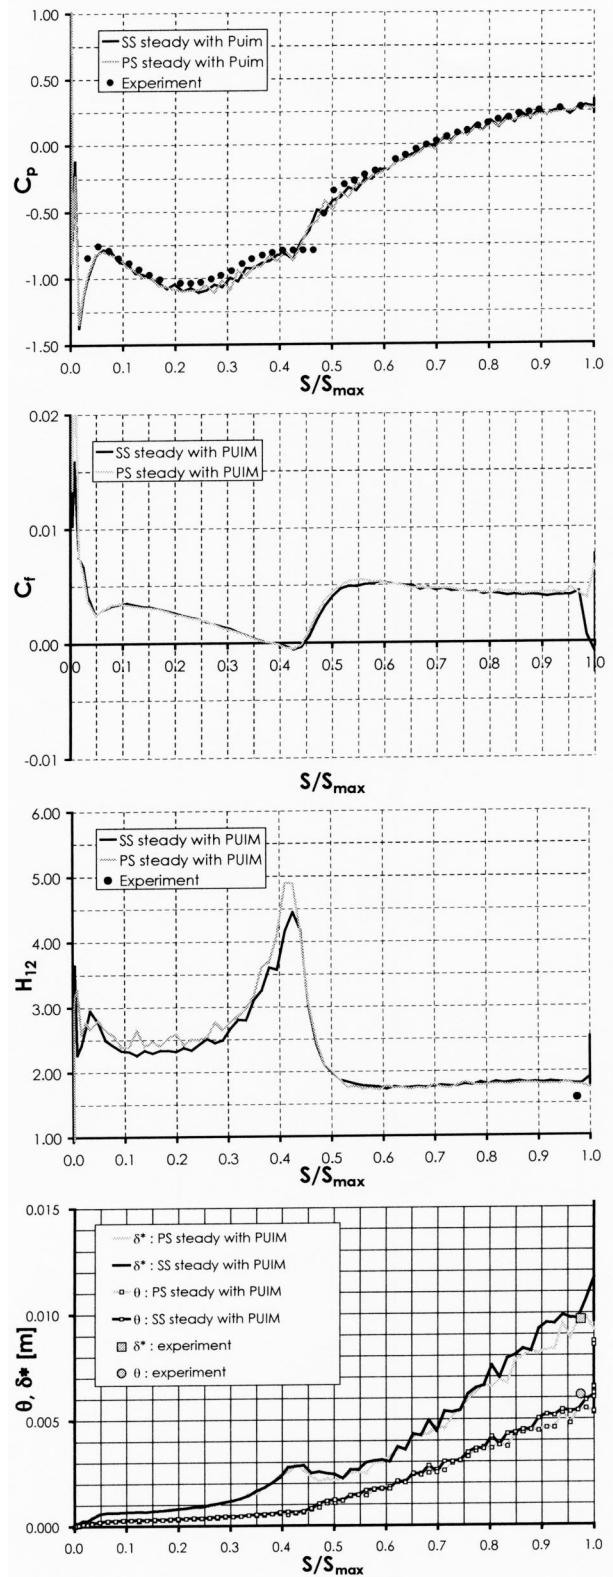 1.00
0.50
0.00
-0.50
-1.00
-1.50
Cp
SS steady with Puim
PS steady with Puim
Experiment
0.0 0.1 0.2 0.3 0.4 0.5 0.6 0.7 0.8 0.9 1.0
S/Smax
0.02
0.01
0.00
-0.01
Cf
SS steady with PUIM
PS steady with PUIM
0.0 0.1 0.2 0.3 0.4 0.5 0.6 0.7 0.8 0.9 1.0
S/Smax
6.00
5.00
4.00
3.00
2.00
1.00
H12
SS steady with PUIM
PS steady with PUIM
Experiment
0.0 0.1 0.2 0.3 0.4 0.5 0.6 0.7 0.8 0.9 1.0
S/Smax
0.015
0.010
0.005
0.000
θ, δ* [m]
δ* : PS steady with PUIM
δ* : SS steady with PUIM
θ : PS steady with PUIM
θ : SS steady with PUIM
δ* : experiment
θ : experiment
0.0 0.1 0.2 0.3 0.4 0.5 0.6 0.7 0.8 0.9 1.0
S/Smax